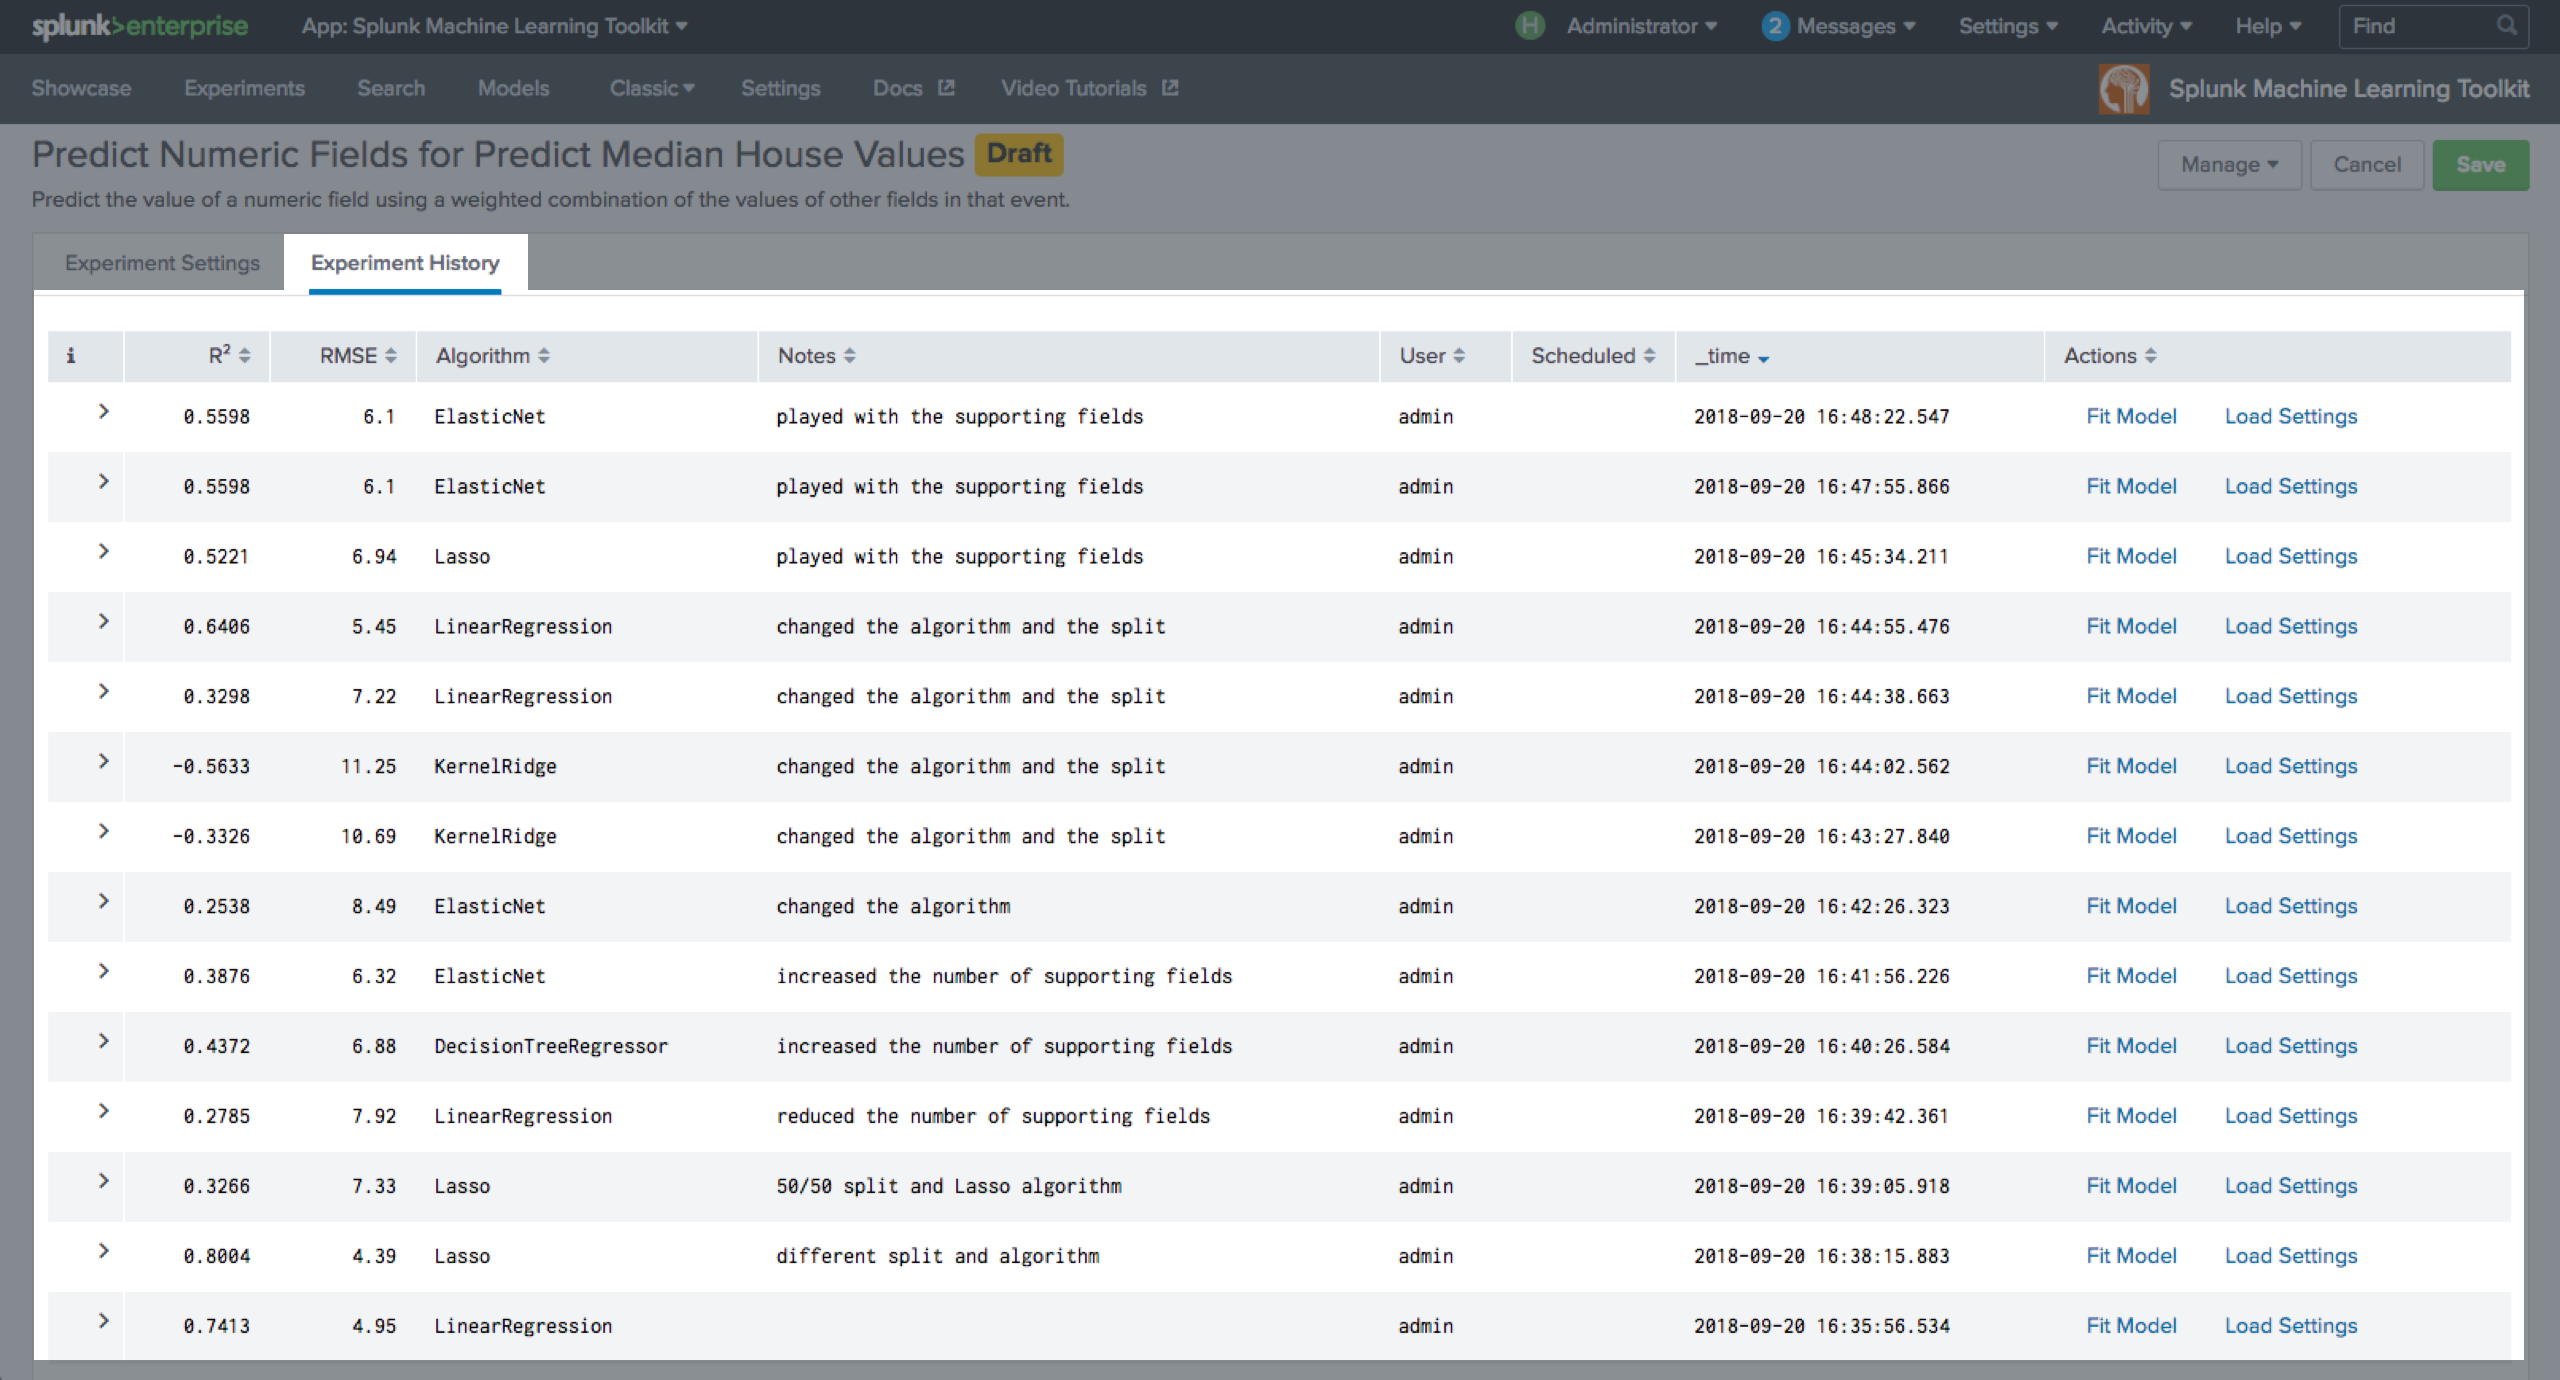 splunk>enterprise App: Splunk Machine Learning Toolkit H Administrator 2 Messages Settings Activity Help Find
Showcase Experiments Search Models Classic Settings Docs Video Tutorials Splunk Machine Learning Toolkit
Predict Numeric Fields for Predict Median House Values Draft Manage Cancel Save
Predict the value of a numeric field using a weighted combination of the values of other fields in that event.
Experiment Settings Experiment History
i R² RMSE Algorithm Notes User Scheduled _time Actions
0.5598 6.1 ElasticNet played with the supporting fields admin 2018-09-20 16:48:22.547 Fit Model Load Settings
0.5598 6.1 ElasticNet played with the supporting fields admin 2018-09-20 16:47:55.866 Fit Model Load Settings
0.5221 6.94 Lasso played with the supporting fields admin 2018-09-20 16:45:34.211 Fit Model Load Settings
0.6406 5.45 LinearRegression changed the algorithm and the split admin 2018-09-20 16:44:55.476 Fit Model Load Settings
0.3298 7.22 LinearRegression changed the algorithm and the split admin 2018-09-20 16:44:38.663 Fit Model Load Settings
-0.5633 11.25 KernelRidge changed the algorithm and the split admin 2018-09-20 16:44:02.562 Fit Model Load Settings
-0.3326 10.69 KernelRidge changed the algorithm and the split admin 2018-09-20 16:43:27.840 Fit Model Load Settings
0.2538 8.49 ElasticNet changed the algorithm admin 2018-09-20 16:42:26.323 Fit Model Load Settings
0.3876 6.32 ElasticNet increased the number of supporting fields admin 2018-09-20 16:41:56.226 Fit Model Load Settings
0.4372 6.88 DecisionTreeRegressor increased the number of supporting fields admin 2018-09-20 16:40:26.584 Fit Model Load Settings
0.2785 7.92 LinearRegression reduced the number of supporting fields admin 2018-09-20 16:39:42.361 Fit Model Load Settings
0.3266 7.33 Lasso 50/50 split and Lasso algorithm admin 2018-09-20 16:39:05.918 Fit Model Load Settings
0.8004 4.39 Lasso different split and algorithm admin 2018-09-20 16:38:15.883 Fit Model Load Settings
0.7413 4.95 LinearRegression admin 2018-09-20 16:35:56.534 Fit Model Load Settings